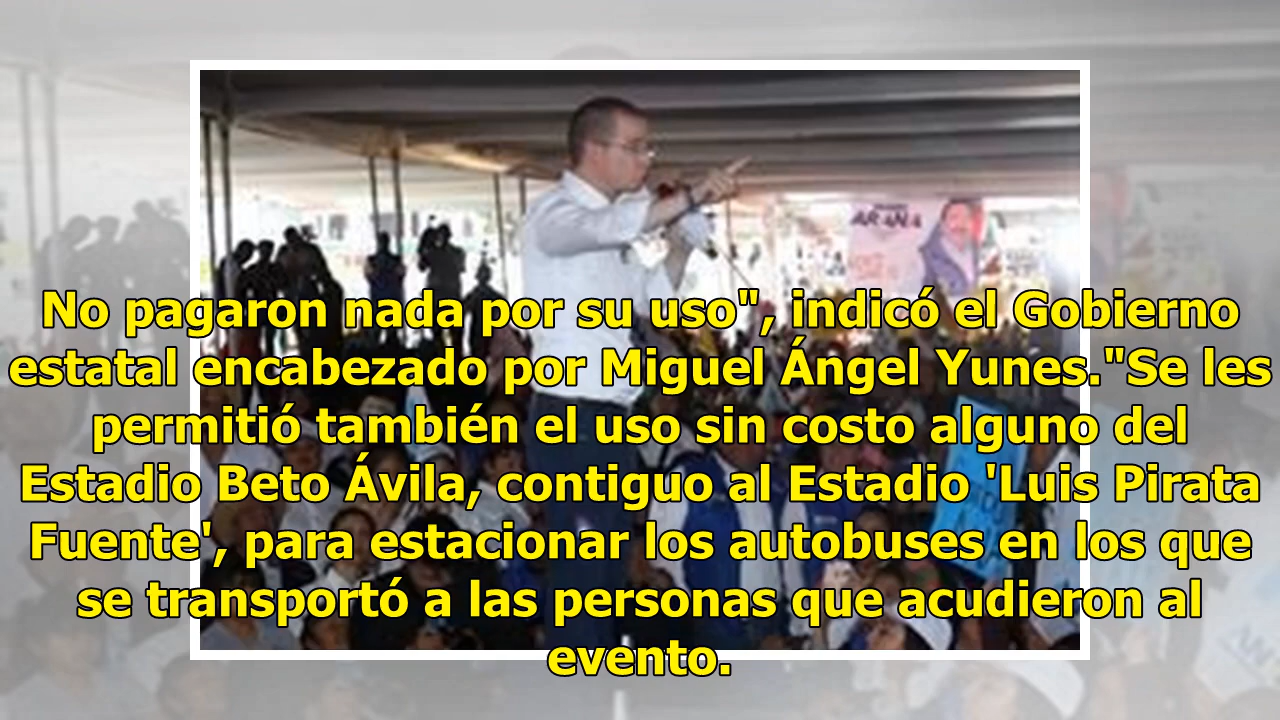 ARANA
No pagaron nada por su uso", indicó el Gobierno
estatal encabezado por Miguel Ángel Yunes."Se les
permitió también el uso sin costo alguno del
Estadio Beto Ávila, contiguo al Estadio 'Luis Pirata
Fuente', para estacionar los autobuses en los que
se transportó a las personas que acudieron al
evento.